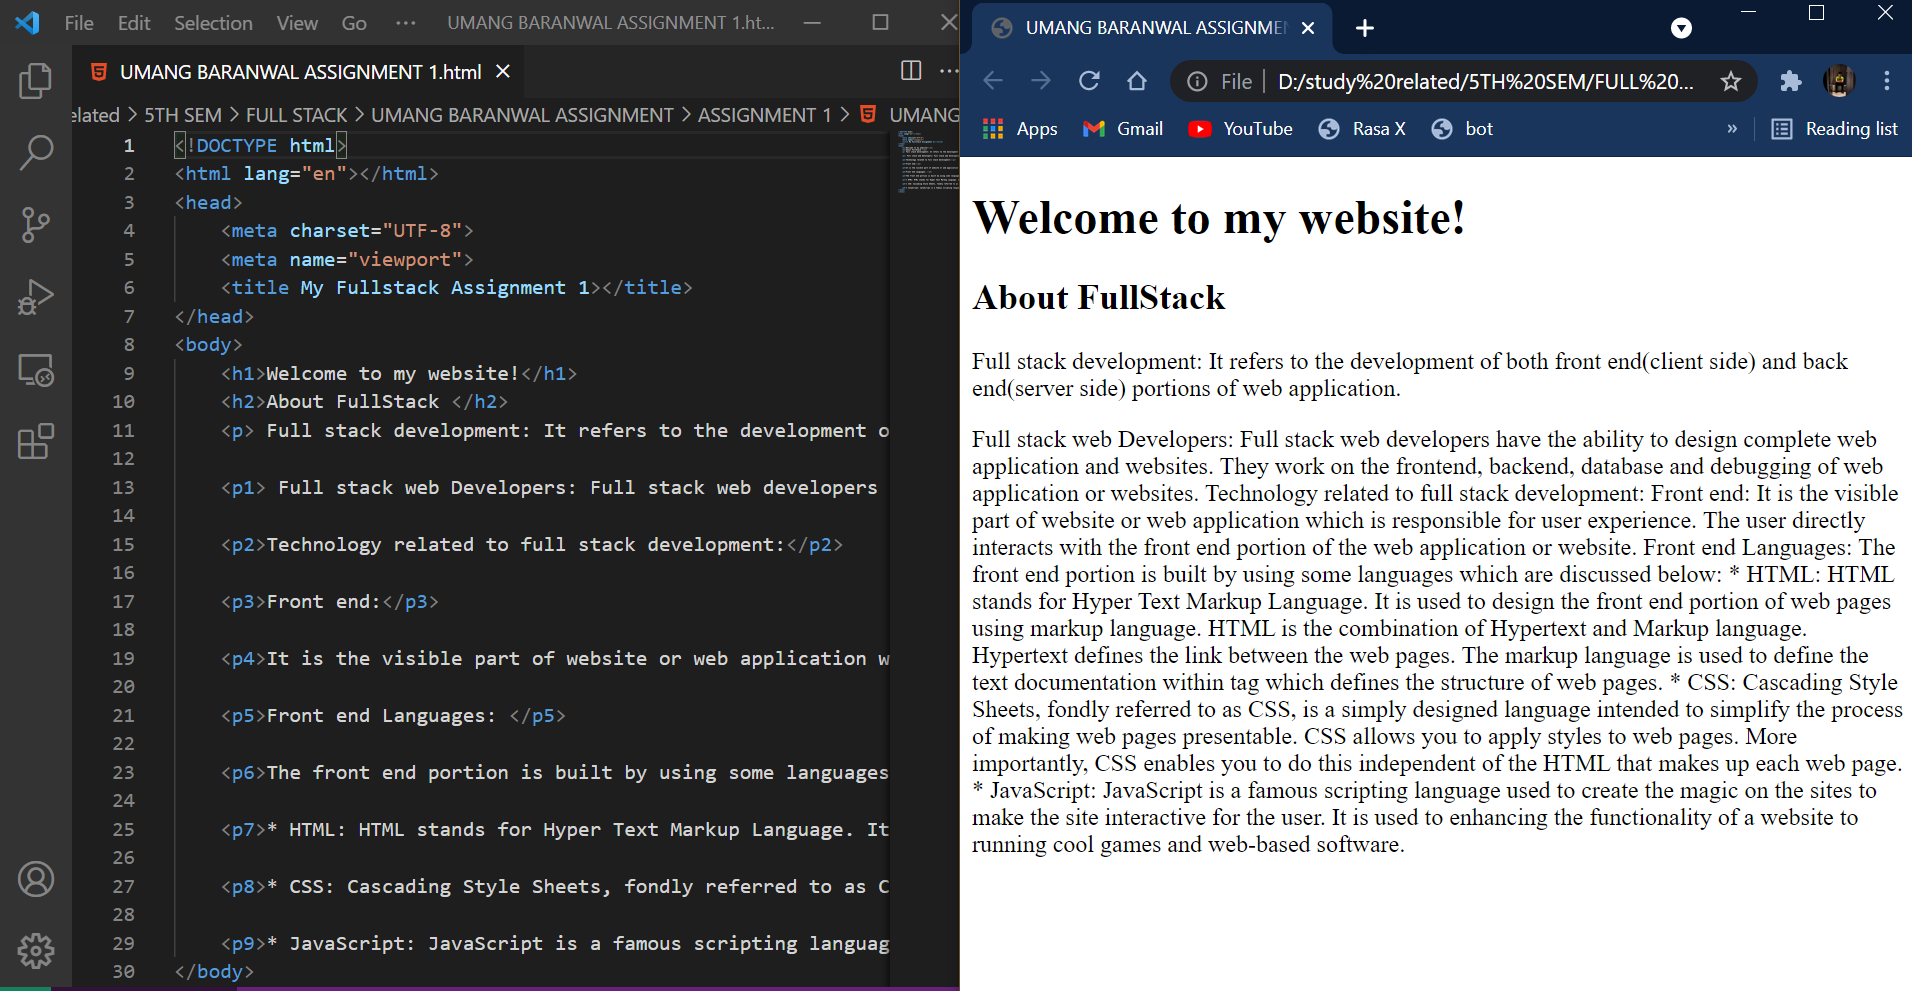 File Edit Selection View Go ··· UMANG BARANWAL ASSIGNMENT 1.ht...
UMANG BARANWAL ASSIGNMENT 1.html
elated > 5TH SEM > FULL STACK > UMANG BARANWAL ASSIGNMENT > ASSIGNMENT 1 > UMANG
1 <!DOCTYPE html>
2 <html lang="en"></html>
3 <head>
4 <meta charset="UTF-8">
5 <meta name="viewport">
6 <title My Fullstack Assignment 1></title>
7 </head>
8 <body>
9 <h1>Welcome to my website!</h1>
10 <h2>About FullStack </h2>
11 <p> Full stack development: It refers to the development o
12
13 <p1> Full stack web Developers: Full stack web developers
14
15 <p2>Technology related to full stack development:</p2>
16
17 <p3>Front end:</p3>
18
19 <p4>It is the visible part of website or web application w
20
21 <p5>Front end Languages: </p5>
22
23 <p6>The front end portion is built by using some languages
24
25 <p7>* HTML: HTML stands for Hyper Text Markup Language. It
26
27 <p8>* CSS: Cascading Style Sheets, fondly referred to as C
28
29 <p9>* JavaScript: JavaScript is a famous scripting languag
30 </body>
UMANG BARANWAL ASSIGNME
File D:/study%20related/5TH%20SEM/FULL%20...
Apps Gmail YouTube Rasa X bot » Reading list
Welcome to my website!
About FullStack
Full stack development: It refers to the development of both front end(client side) and back
end(server side) portions of web application.
Full stack web Developers: Full stack web developers have the ability to design complete web
application and websites. They work on the frontend, backend, database and debugging of web
application or websites. Technology related to full stack development: Front end: It is the visible
part of website or web application which is responsible for user experience. The user directly
interacts with the front end portion of the web application or website. Front end Languages: The
front end portion is built by using some languages which are discussed below: * HTML: HTML
stands for Hyper Text Markup Language. It is used to design the front end portion of web pages
using markup language. HTML is the combination of Hypertext and Markup language.
Hypertext defines the link between the web pages. The markup language is used to define the
text documentation within tag which defines the structure of web pages. * CSS: Cascading Style
Sheets, fondly referred to as CSS, is a simply designed language intended to simplify the process
of making web pages presentable. CSS allows you to apply styles to web pages. More
importantly, CSS enables you to do this independent of the HTML that makes up each web page.
* JavaScript: JavaScript is a famous scripting language used to create the magic on the sites to
make the site interactive for the user. It is used to enhancing the functionality of a website to
running cool games and web-based software.